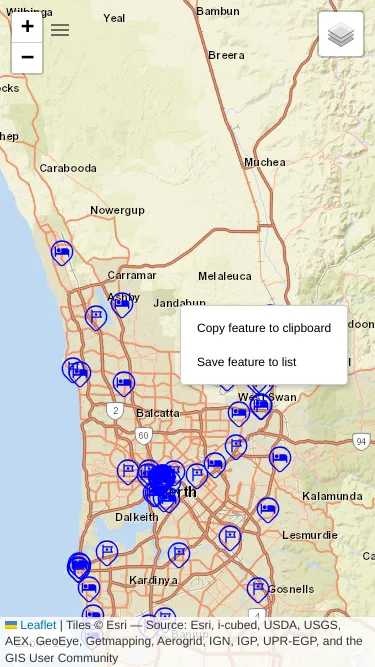 Wilbinga
Yeal
Bambun
+
−
Breera
Muchea
Carabooda
Nowergup
Carramar
Melaleuca
Ashby
Jandabup
Copy feature to clipboard
Save feature to list
West Swan
2
Balcatta
60
94
Perth
Kalamunda
Dalkeith
Lesmurdie
Kardinya
Gosnells
4
Leaflet | Tiles © Esri — Source: Esri, i-cubed, USDA, USGS,
AEX, GeoEye, Getmapping, Aerogrid, IGN, IGP, UPR-EGP, and the
GIS User Community